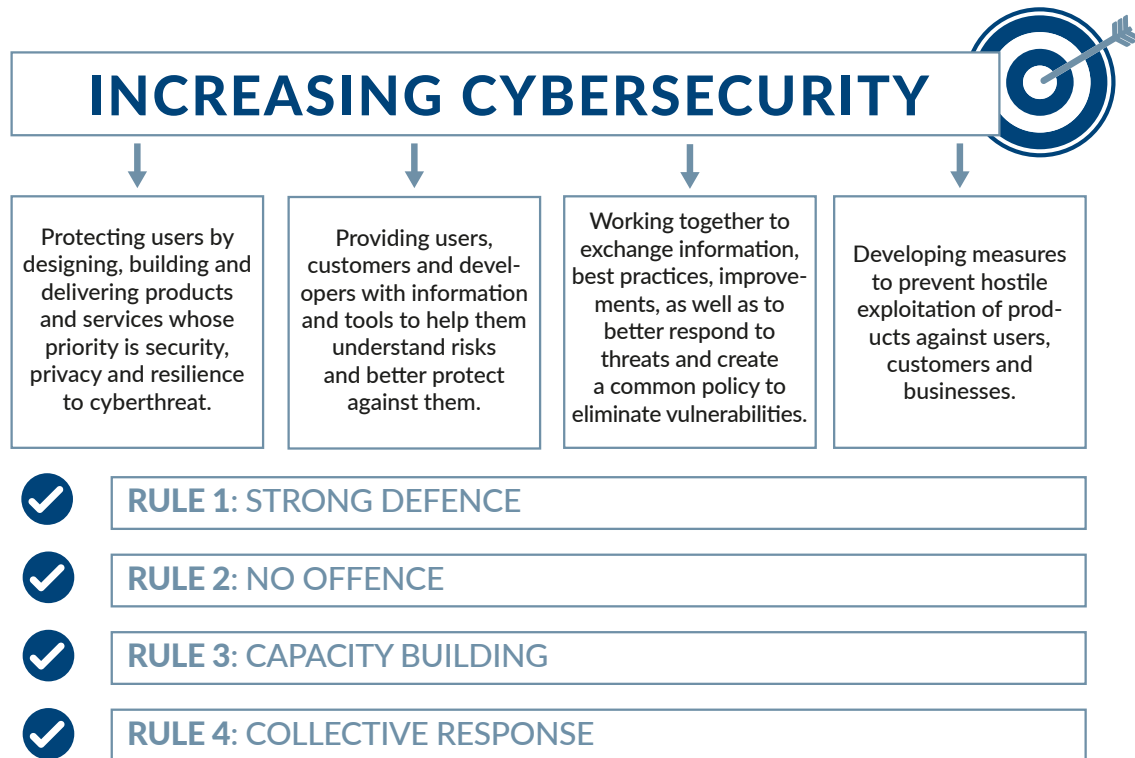 INCREASING CYBERSECURITY
Protecting users by
designing, building and
delivering products
and services whose
priority is security,
privacy and resilience
to cyberthreat.
Providing users,
customers and devel-
opers with information
and tools to help them
understand risks
and better protect
against them.
Working together to
exchange information,
best practices, improve-
ments, as well as to
better respond to
threats and create
a common policy to
eliminate vulnerabilities.
Developing measures
to prevent hostile
exploitation of prod-
ucts against users,
customers and
businesses.
RULE 1: STRONG DEFENCE
RULE 2: NO OFFENCE
RULE 3: CAPACITY BUILDING
RULE 4: COLLECTIVE RESPONSE